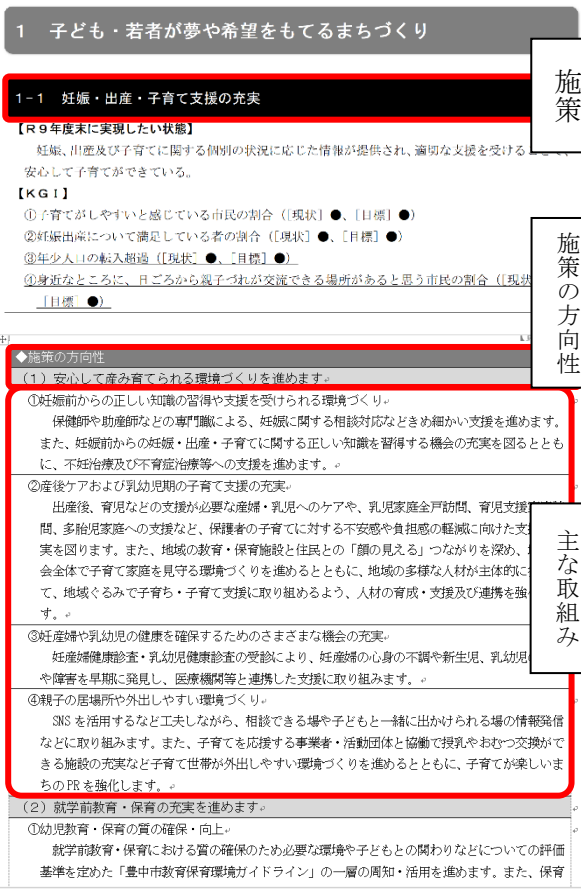 1 子ども・若者が夢や希望をもてるまちづくり
施策
1-1 妊娠・出産・子育て支援の充実
【R9年度末に実現したい状態】
妊娠、出産及び子育てに関する個別の状況に応じた情報が提供され、適切な支援を受ける
安心して子育てができている。
【KGI】
①子育てがしやすいと感じている市民の割合([現状]●、[目標]●)
②妊娠出産について満足している者の割合([現状]●、[目標]●)
③年少人口の転入超過([現状]●、[目標]●)
④身近なところに、日ごろから親子づれが交流できる場所があると思う市民の割合([現状
[目標]●)
施策の方向性
◆施策の方向性
(1)安心して産み育てられる環境づくりを進めます。
①妊娠前からの正しい知識の習得や支援を受けられる環境づくり
保健師や助産師などの専門職による、妊娠に関する相談対応などきめ細かい支援を進めます。
また、妊娠前からの妊娠・出産・子育てに関する正しい知識を習得する機会の充実を図るととも
に、不妊治療及び不育症治療等への支援を進めます。
②産後ケアおよび乳幼児期の子育て支援の充実
出産後、育児などの支援が必要な産婦・乳児へのケアや、乳児家庭全戸訪問、育児支援
問、多胎児家庭への支援など、保護者の子育てに対する不安感や負担感の軽減に向けた支
実を図ります。また、地域の教育・保育施設と住民との「顔の見える」つながりを深め、
会全体で子育て家庭を見守る環境づくりを進めるとともに、地域の多様な人材が主体的に
て、地域ぐるみで子育ち・子育て支援に取り組めるよう、人材の育成・支援及び連携を強
す。
主な取組み
③妊産婦や乳幼児の健康を確保するためのさまざまな機会の充実
妊産婦健康診査・乳幼児健康診査の受診により、妊産婦の心身の不調や新生児、乳幼児
や障害を早期に発見し、医療機関等と連携した支援に取り組みます。
④親子の居場所や外出しやすい環境づくり
SNSを活用するなど工夫しながら、相談できる場や子どもと一緒に出かけられる場の情報発信
などに取り組みます。また、子育てを応援する事業者・活動団体と協働で授乳やおむつ交換がで
きる施設の充実など子育て世帯が外出しやすい環境づくりを進めるとともに、子育てが楽しいま
ちのPRを強化します。
(2)就学前教育・保育の充実を進めます
①幼児教育・保育の質の確保・向上
就学前教育・保育における質の確保のため必要な環境や子どもとの関わりなどについての評価
基準を定めた「豊中市教育保育環境ガイドライン」の一層の周知・活用を進めます。また、保育